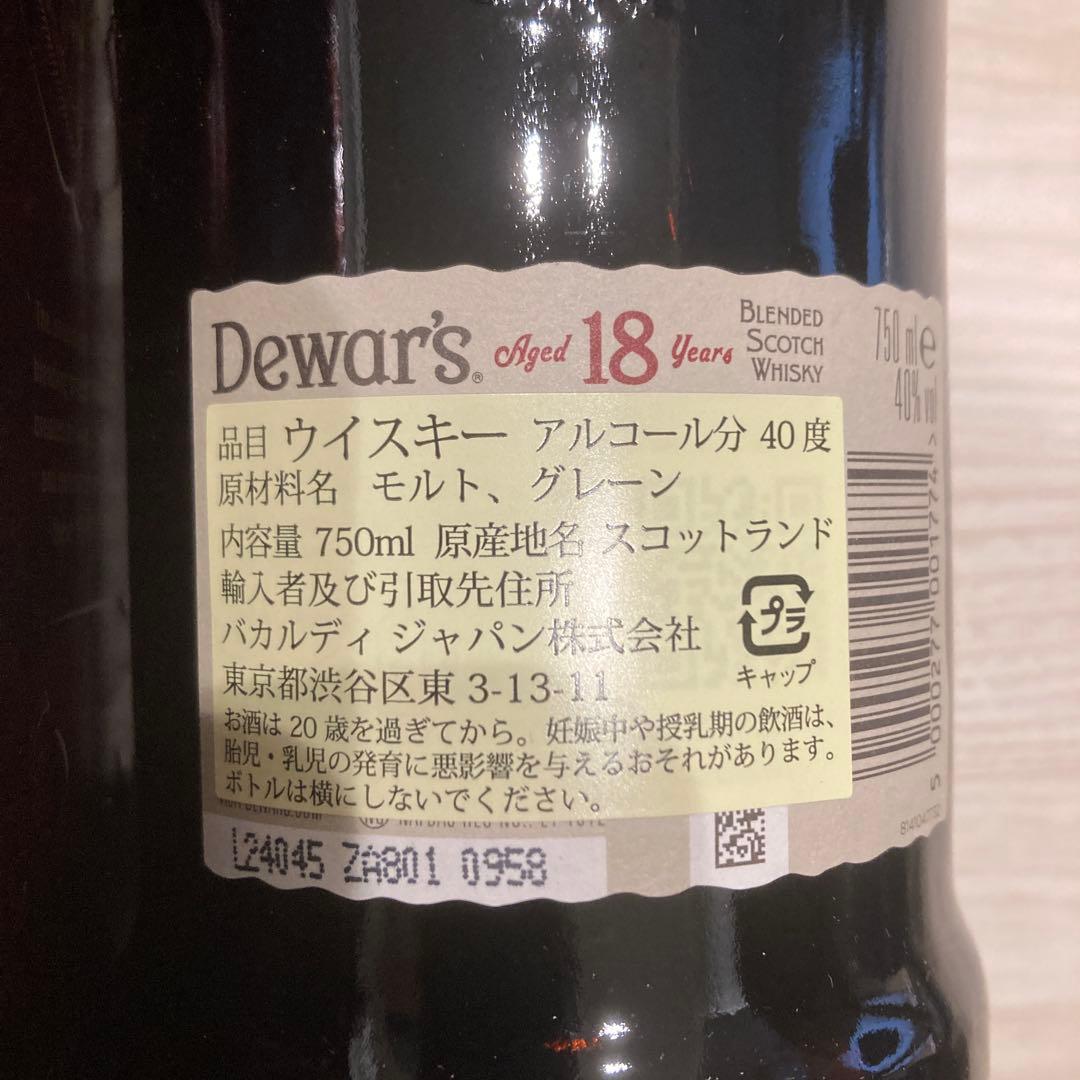 Dewar's® Aged 18 Years BLENDED SCOTCH WHISKY
750 ml e
40% vol
品目 ウイスキー アルコール分 40度
原材料名 モルト、グレーン
内容量 750ml 原産地名 スコットランド
輸入者及び引取先住所
バカルディ ジャパン株式会社
東京都渋谷区東 3-13-11
プラ
キャップ
お酒は 20 歳を過ぎてから。妊娠中や授乳期の飲酒は、
胎児・乳児の発育に悪影響を与えるおそれがあります。
ボトルは横にしないでください。
L24045 ZA801 0958
5 000277 001774 >